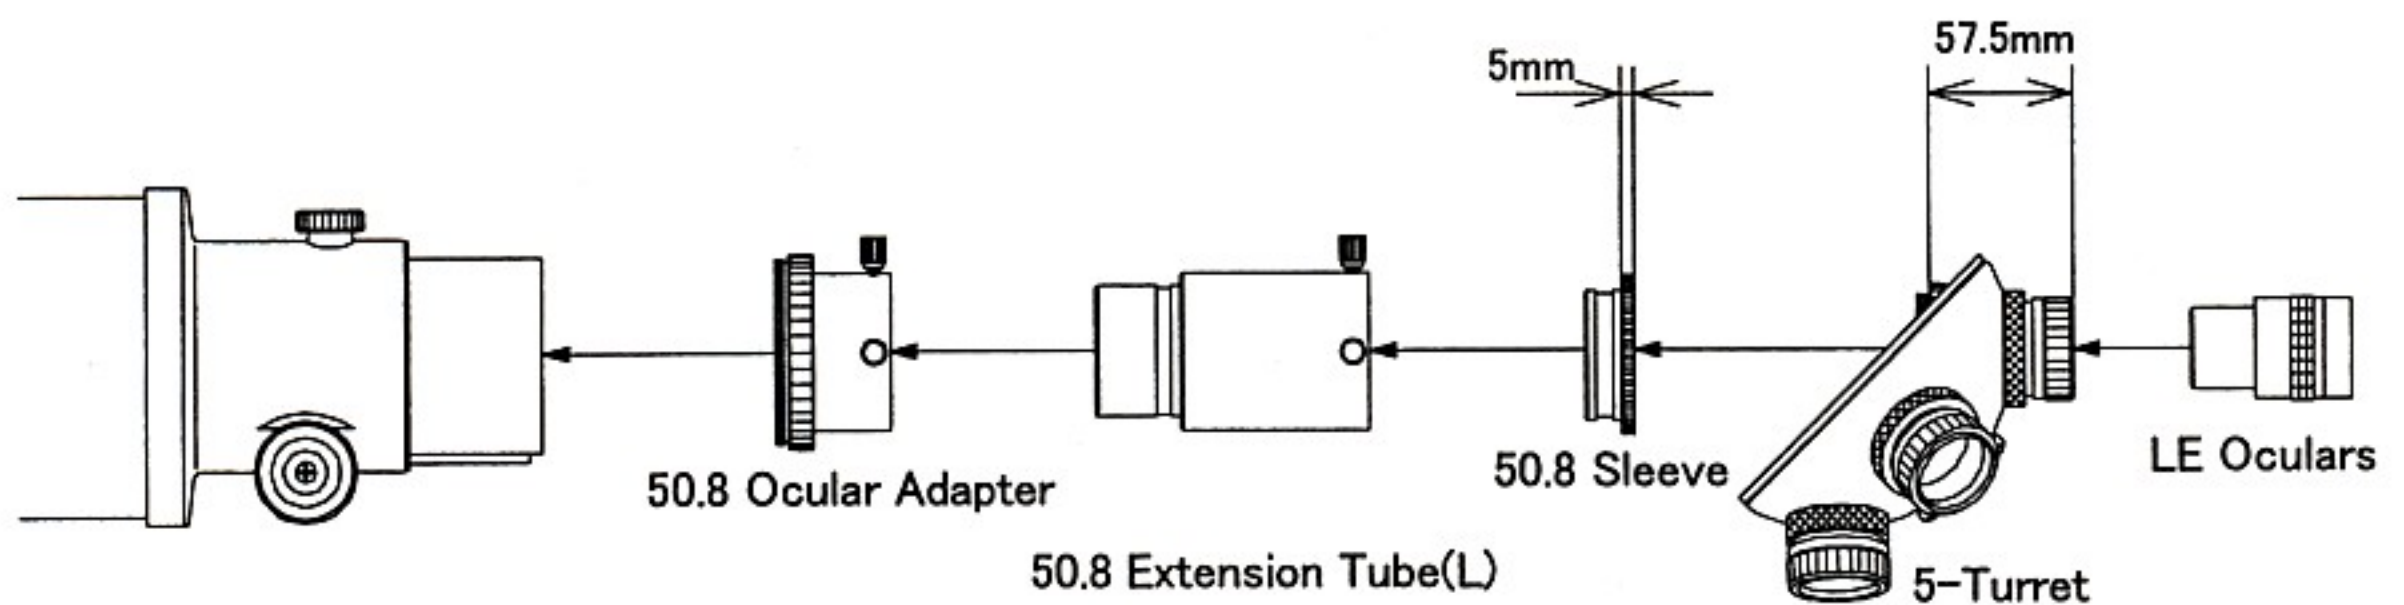 57.5mm
5mm
50.8 Ocular Adapter
50.8 Extension Tube(L)
50.8 Sleeve
5-Turret
LE Oculars